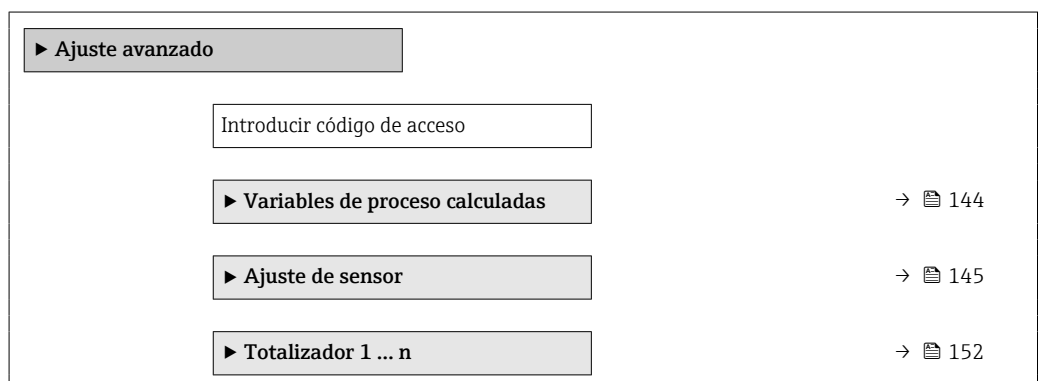 ► Ajuste avanzado
Introducir código de acceso
► Variables de proceso calculadas → 144
► Ajuste de sensor → 145
► Totalizador 1 … n → 152